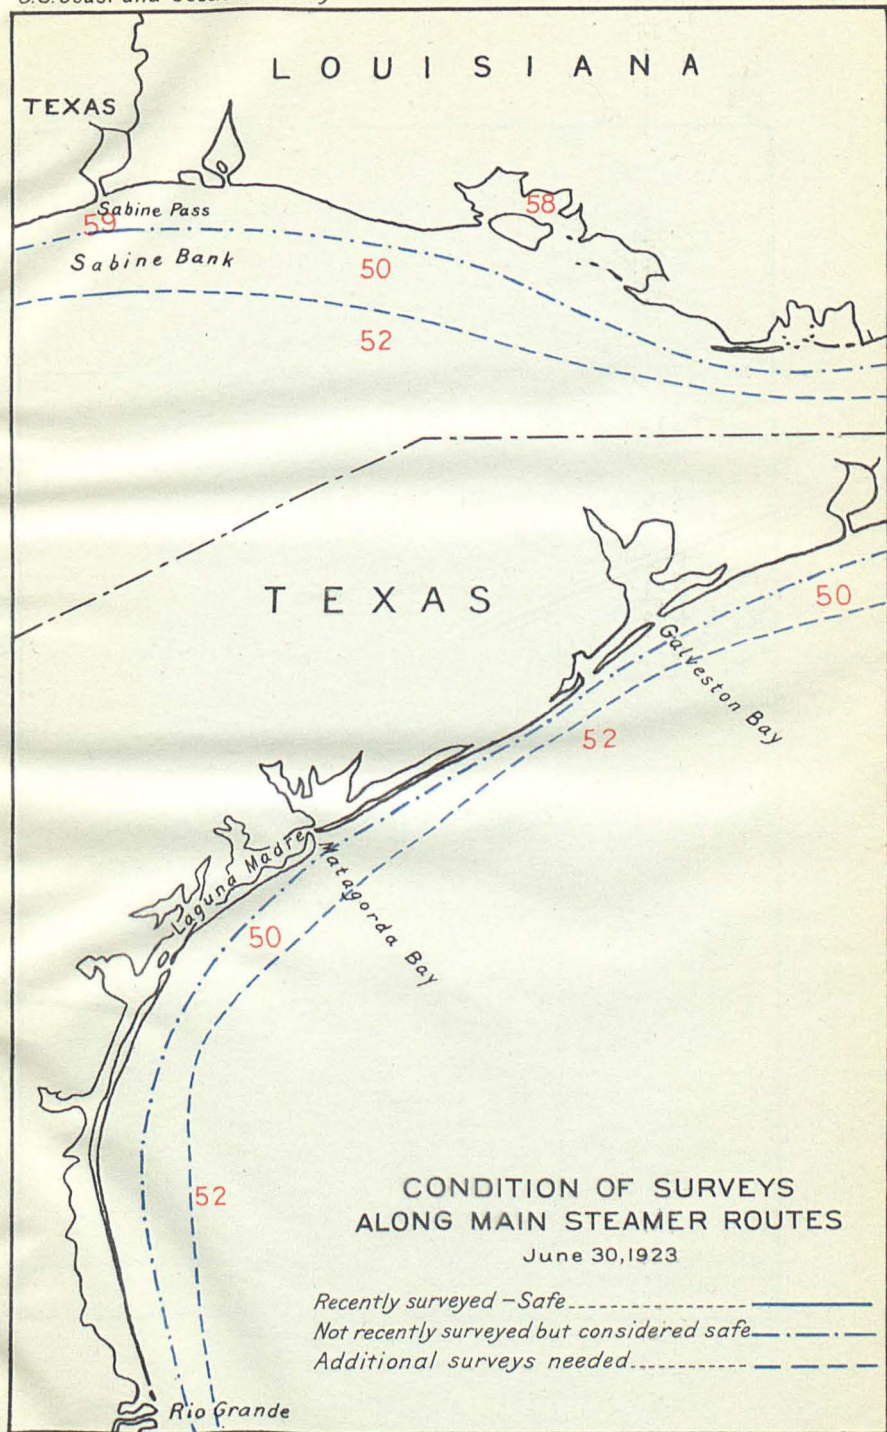 LOUISIANA
TEXAS
58
Sabine Pass
59
Sabine Bank
50
52
TEXAS
50
Galveston Bay
52
Laguna Madre
Matagorda Bay
50
52
CONDITION OF SURVEYS
ALONG MAIN STEAMER ROUTES
June 30, 1923
Recently surveyed - Safe
Not recently surveyed but considered safe
Additional surveys needed
Rio Grande